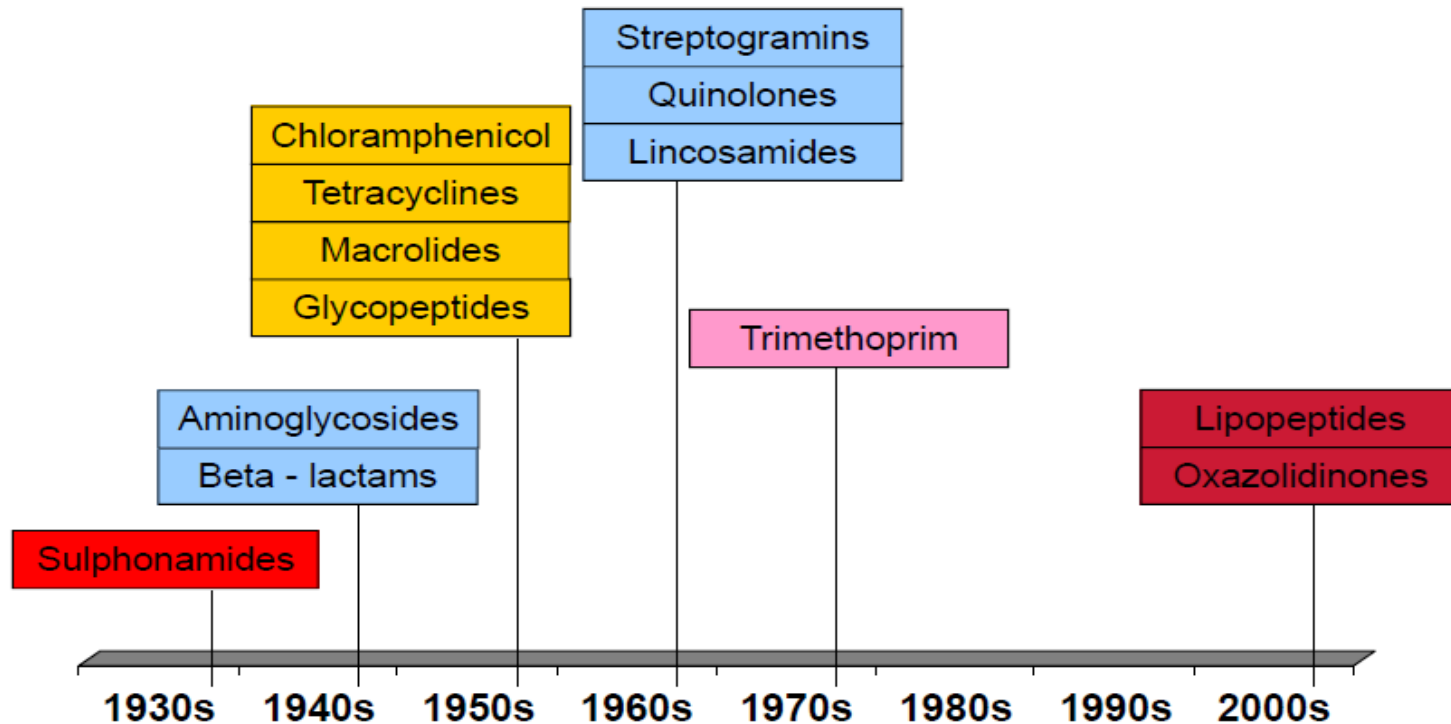 Streptogramins
Quinolones
Lincosamides
Chloramphenicol
Tetracyclines
Macrolides
Glycopeptides
Trimethoprim
Aminoglycosides
Beta - lactams
Lipopeptides
Oxazolidinones
Sulphonamides
1930s 1940s 1950s 1960s 1970s 1980s 1990s 2000s